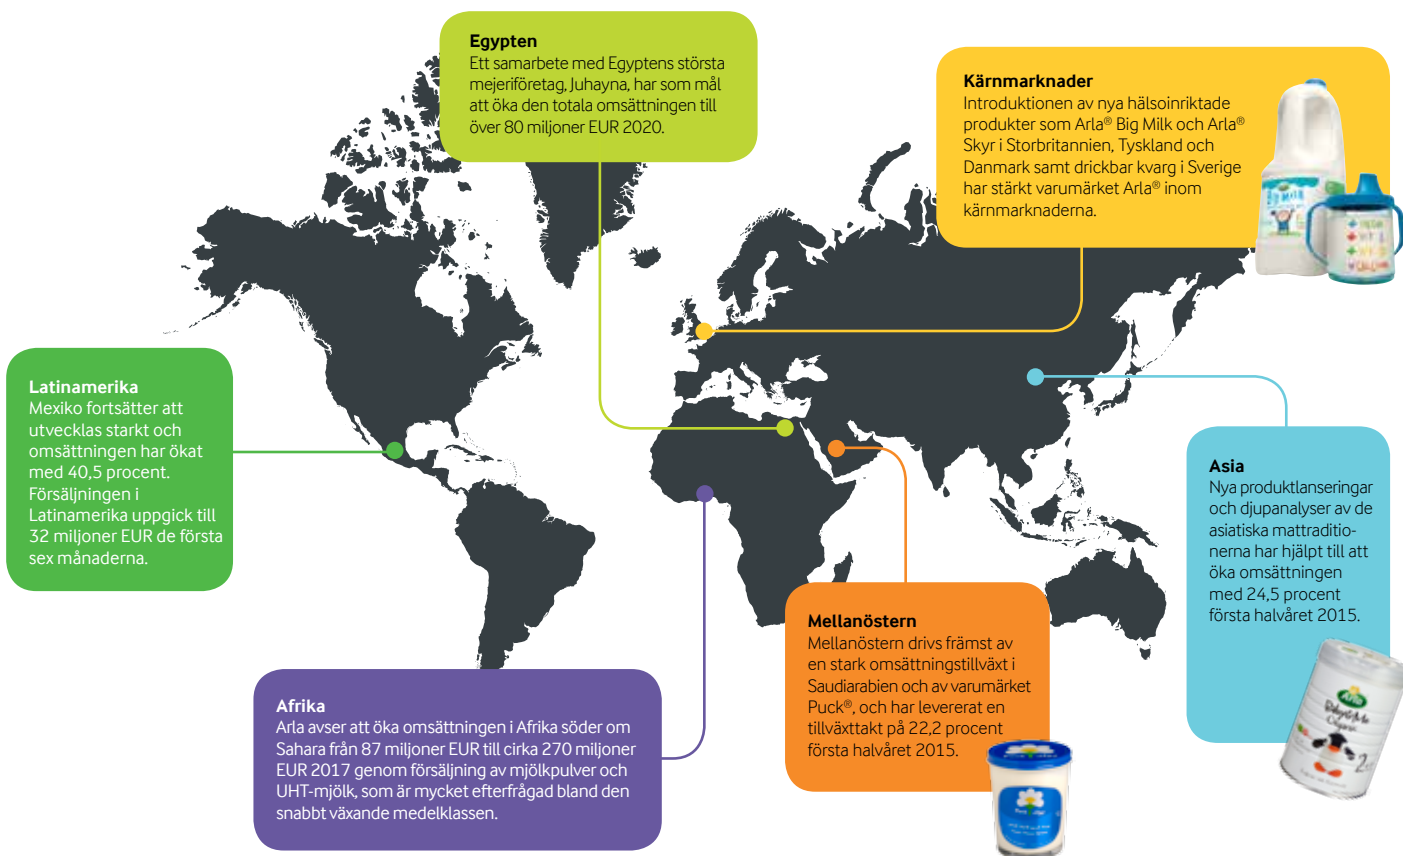 Egypten
Ett samarbete med Egyptens största
mejeriföretag, Juhayna, har som mål
att öka den totala omsättningen till
över 80 miljoner EUR 2020.
Kärnmarknader
Introduktionen av nya hälsoinriktade
produkter som Arla® Big Milk och Arla®
Skyr i Storbritannien, Tyskland och
Danmark samt drickbar kvarg i Sverige
har stärkt varumärket Arla® inom
kärnmarknaderna.
Latinamerika
Mexiko fortsätter att
utvecklas starkt och
omsättningen har ökat
med 40,5 procent.
Försäljningen i
Latinamerika uppgick till
32 miljoner EUR de första
sex månaderna.
Asia
Nya produktlanseringar
och djupanalyser av de
asiatiska mattraditio-
nerna har hjälpt till att
öka omsättningen
med 24,5 procent
första halvåret 2015.
Mellanöstern
Mellanöstern drivs främst av
en stark omsättningstillväxt i
Saudiarabien och av varumärket
Puck®, och har levererat en
tillväxttakt på 22,2 procent
första halvåret 2015.
Afrika
Arla avser att öka omsättningen i Afrika söder om
Sahara från 87 miljoner EUR till cirka 270 miljoner
EUR 2017 genom försäljning av mjölkpulver och
UHT-mjölk, som är mycket efterfrågad bland den
snabbt växande medelklassen.
Arla
Baby&Me
Organic
2